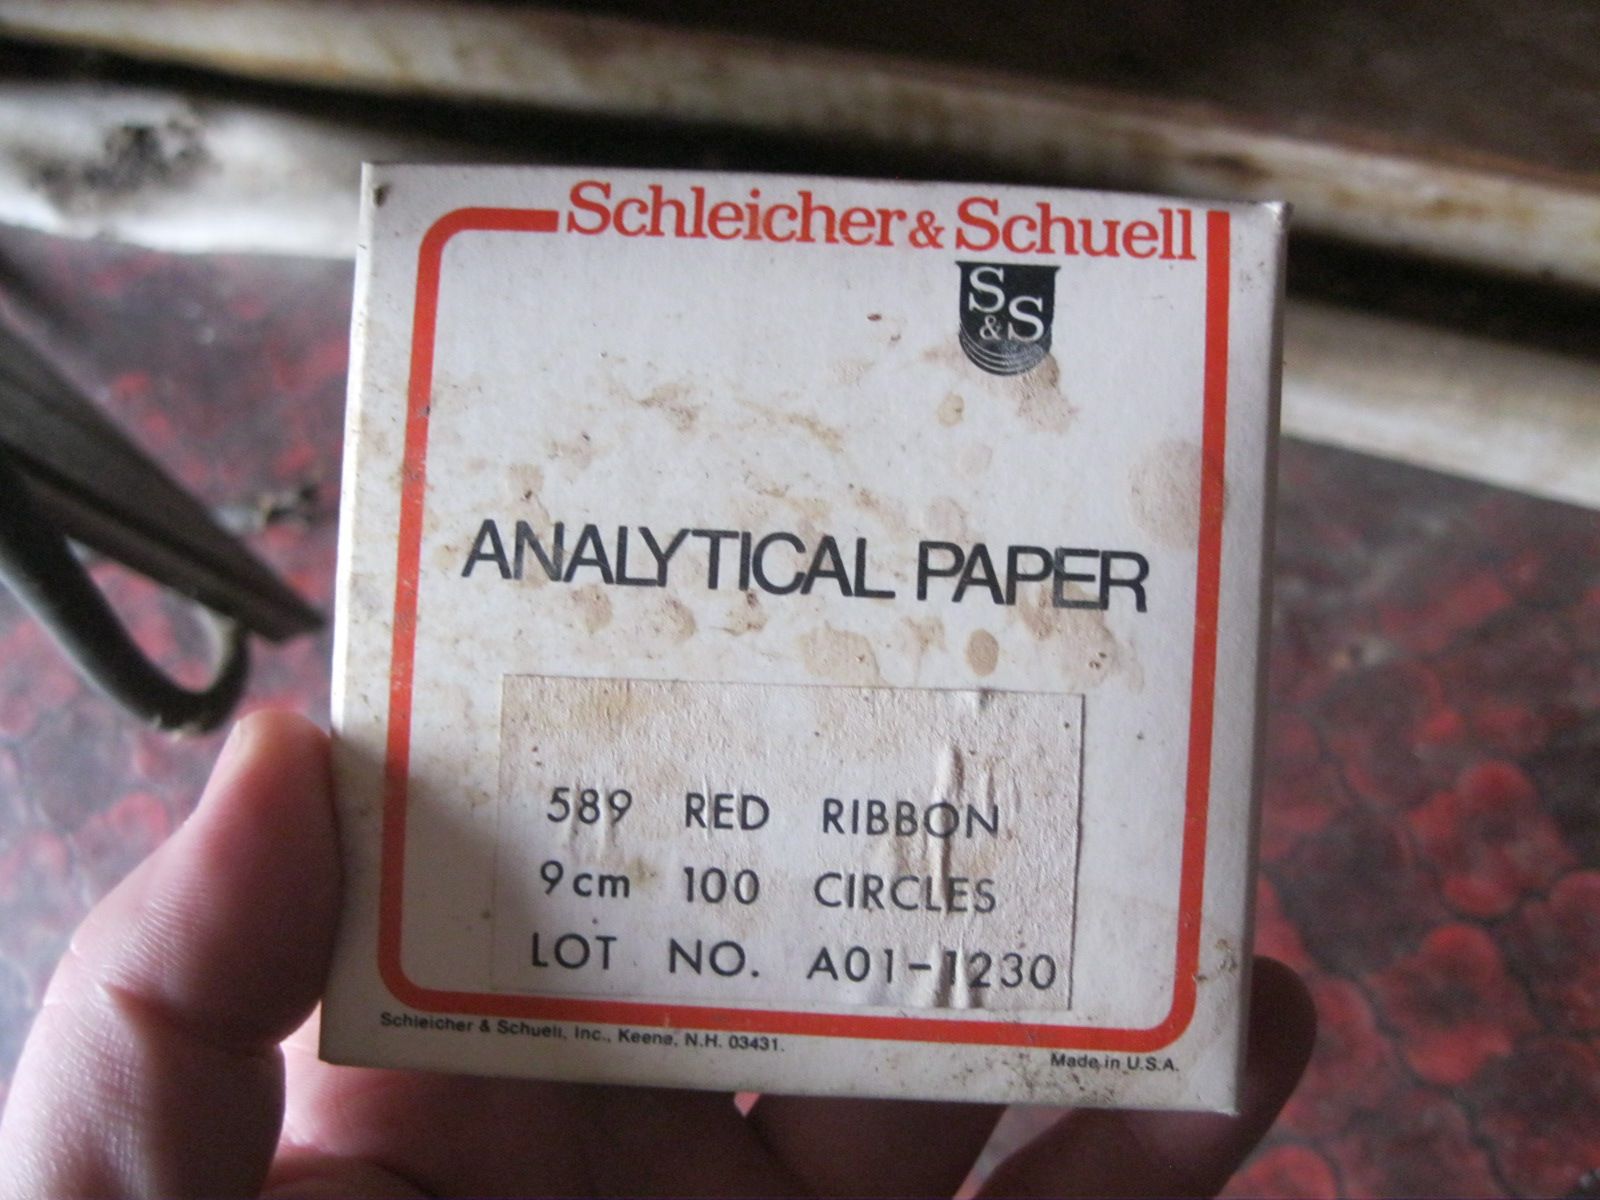 Schleicher & Schuell
S&S
ANALYTICAL PAPER
589 RED RIBBON
9cm 100 CIRCLES
LOT NO. A01-1230
Schleicher & Schuell, Inc., Keene, N.H. 03431.
Made in U.S.A.